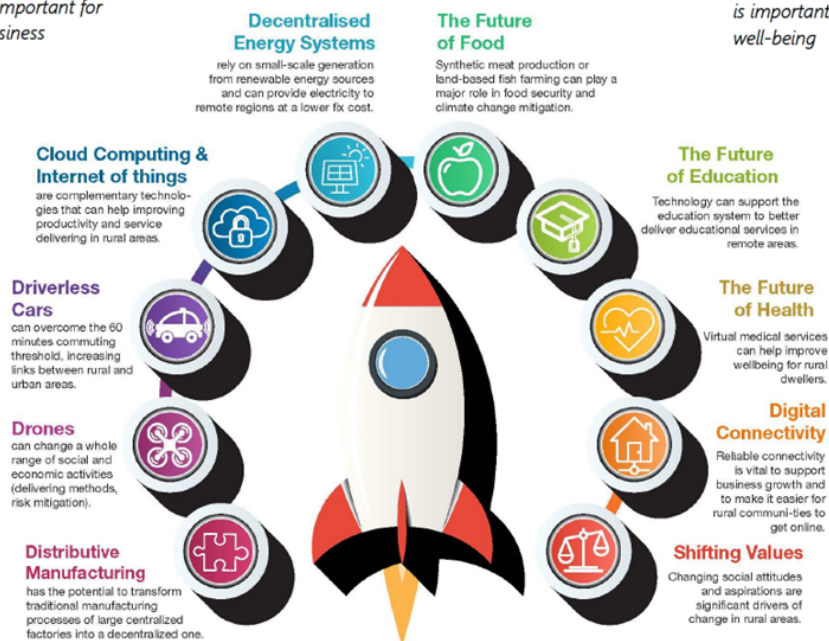 mportant for
siness
is important
well-being
Decentralised
Energy Systems
rely on small-scale generation
from renewable energy sources
and can provide electricity to
remote regions at a lower fix cost.
The Future
of Food
Synthetic meat production or
land-based fish farming can play a
major role in food security and
climate change mitigation.
Cloud Computing &
Internet of things
are complementary technolo-
gies that can help improving
productivity and service
delivering in rural areas.
The Future
of Education
Technology can support the
education system to better
deliver educational services in
remote areas.
Driverless
Cars
can overcome the 60
minutes commuting
threshold, increasing
links between rural and
urban areas.
The Future
of Health
Virtual medical services
can help improve
wellbeing for rural
dwellers.
Drones
can change a whole
range of social and
economic activities
(delivering methods,
risk mitigation).
Digital
Connectivity
Reliable connectivity
is vital to support
business growth and
to make it easier for
rural communi-ties to
get online.
Distributive
Manufacturing
has the potential to transform
traditional manufacturing
processes of large centralized
factories into a decentralized one.
Shifting Values
Changing social attitudes
and aspirations are
significant drivers of
change in rural areas.